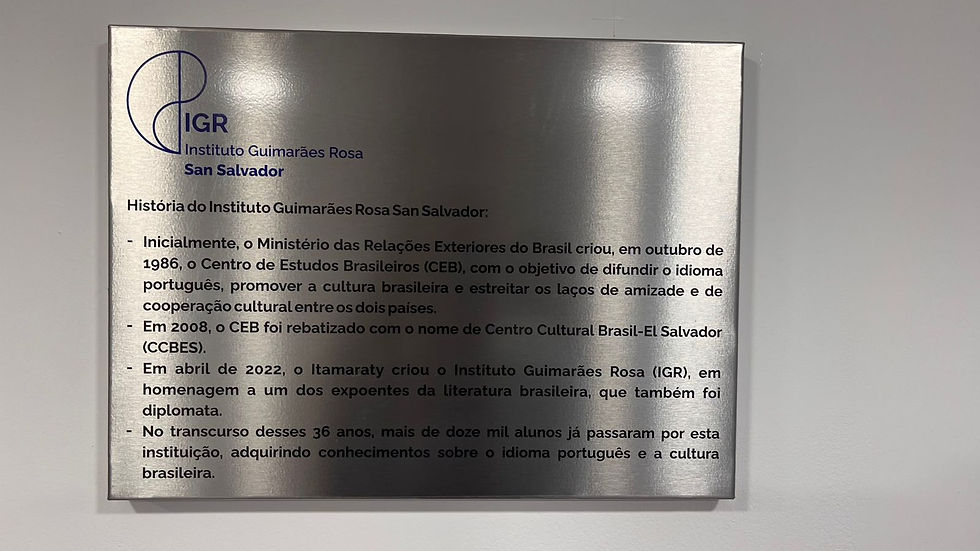 IGR
Instituto Guimarães Rosa
San Salvador
História do Instituto Guimarães Rosa San Salvador:
- Inicialmente, o Ministério das Relações Exteriores do Brasil criou, em outubro de
1986, o Centro de Estudos Brasileiros (CEB), com o objetivo de difundir o idioma
português, promover a cultura brasileira e estreitar os laços de amizade e de
cooperação cultural entre os dois países.
- Em 2008, o CEB foi rebatizado com o nome de Centro Cultural Brasil-El Salvador
(CCBES).
- Em abril de 2022, o Itamaraty criou o Instituto Guimarães Rosa (IGR), em
homenagem a um dos expoentes da literatura brasileira, que também foi
diplomata.
- No transcurso desses 36 anos, mais de doze mil alunos já passaram por esta
instituição, adquirindo conhecimentos sobre o idioma português e a cultura
brasileira.